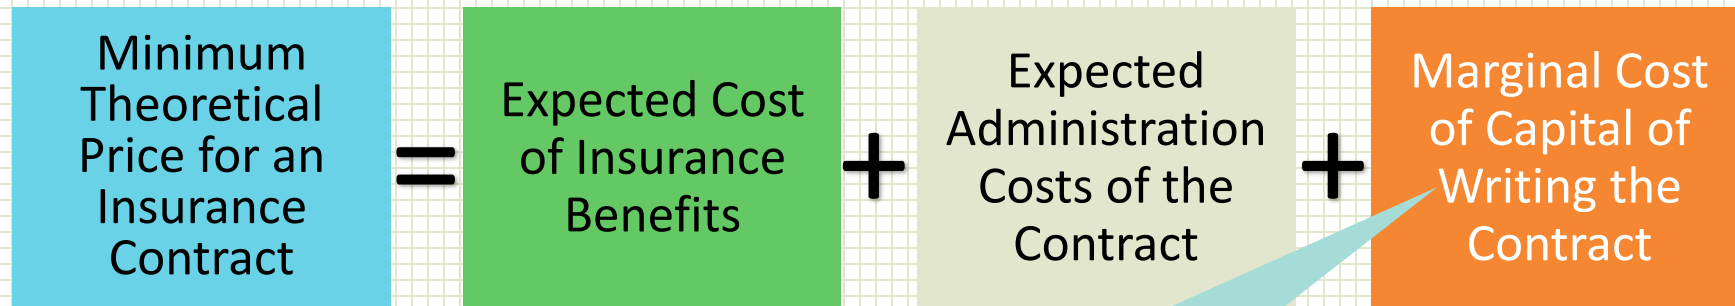 Minimum
Theoretical
Price for an
Insurance
Contract
=
Expected Cost
of Insurance
Benefits
+
Expected
Administration
Costs of the
Contract
+
Marginal Cost
of Capital of
Writing the
Contract